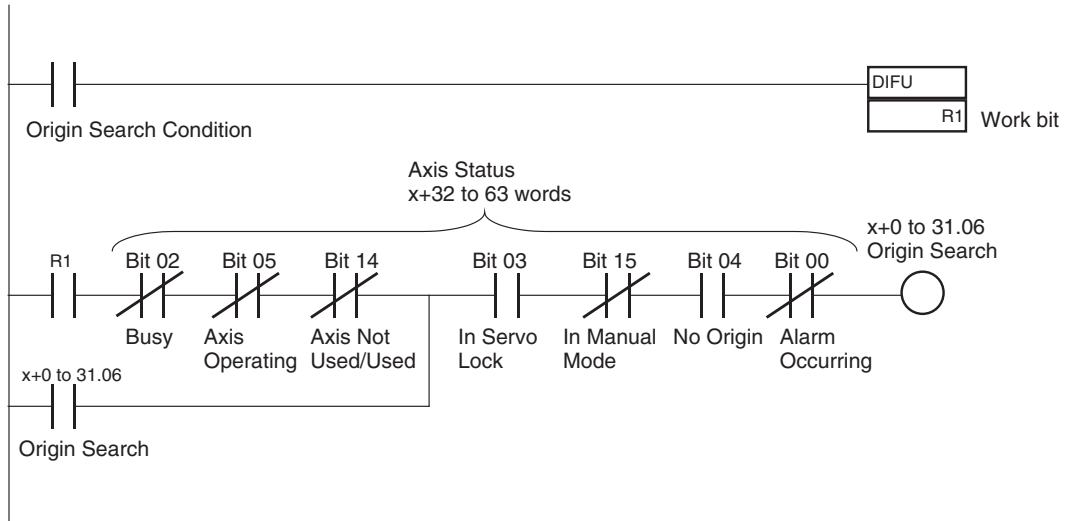 DIFU
R1
Work bit
Origin Search Condition
Axis Status
x+32 to 63 words
x+0 to 31.06
Origin Search
R1
Bit 02
Bit 05
Bit 14
Bit 03
Bit 15
Bit 04
Bit 00
Busy
Axis
Operating
Axis Not
Used/Used
In Servo
Lock
In Manual
Mode
No Origin
Alarm
Occurring
x+0 to 31.06
Origin Search